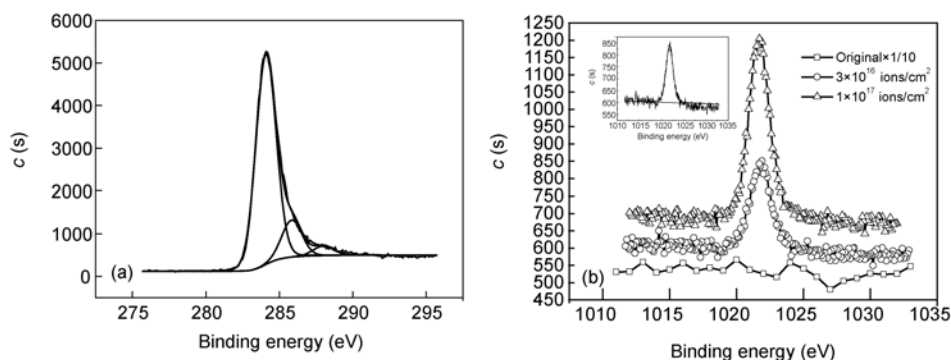 6000
5000
4000
3000
2000
1000
0
c (s)
(a)
275 280 285 290 295
Binding energy (eV)
1250
1200
1150
1100
1050
1000
950
900
850
800
750
700
650
600
550
500
450
c (s)
850
800
750
700
650
600
550
c (s)
1010 1015 1020 1025 1030 1035
Binding energy (eV)
Original×1/10
3×10¹⁶ ions/cm²
1×10¹⁷ ions/cm²
(b)
1010 1015 1020 1025 1030 1035
Binding energy (eV)